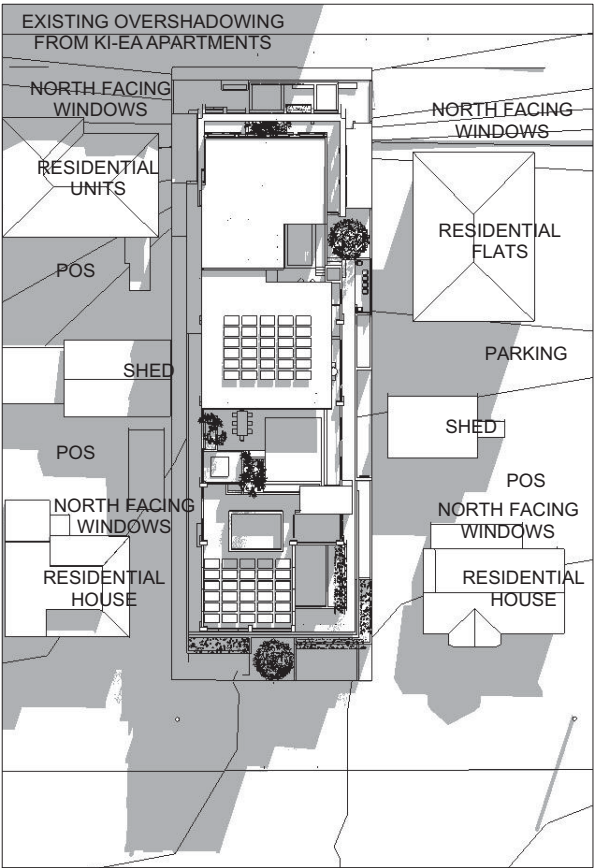 EXISTING OVERSHADOWING
FROM KI-EA APARTMENTS
NORTH FACING
WINDOWS
NORTH FACING
WINDOWS
RESIDENTIAL
UNITS
RESIDENTIAL
FLATS
POS
PARKING
SHED
SHED
POS
POS
NORTH FACING
WINDOWS
NORTH FACING
WINDOWS
RESIDENTIAL
HOUSE
RESIDENTIAL
HOUSE